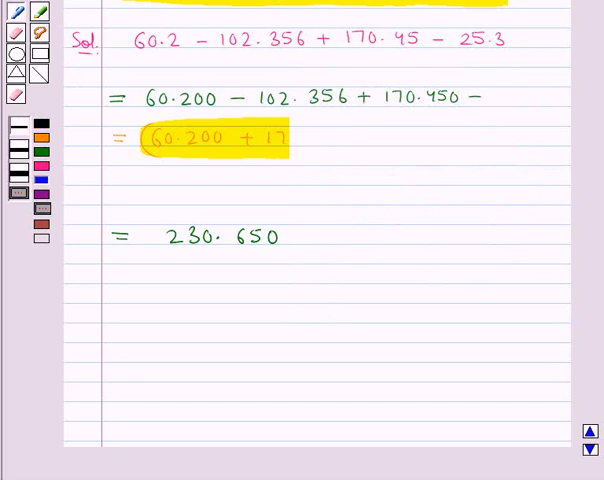 Sol. 60.2 - 102.356 + 170.45 - 25.3
= 60.200 - 102.356 + 170.450 -
= (60.200 + 17
= 230.650